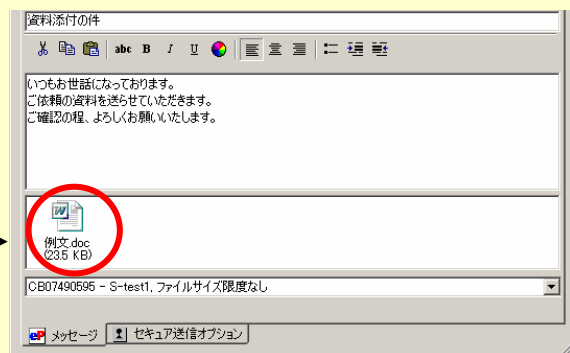 資料添付の件
abc B I U
いつもお世話になっております。
ご依頼の資料を送らせていただきます。
ご確認の程、よろしくお願いいたします。
例文.doc
(23.5 KB)
CB07490595 - S-test1, ファイルサイズ限度なし
eP メッセージ セキュア送信オプション